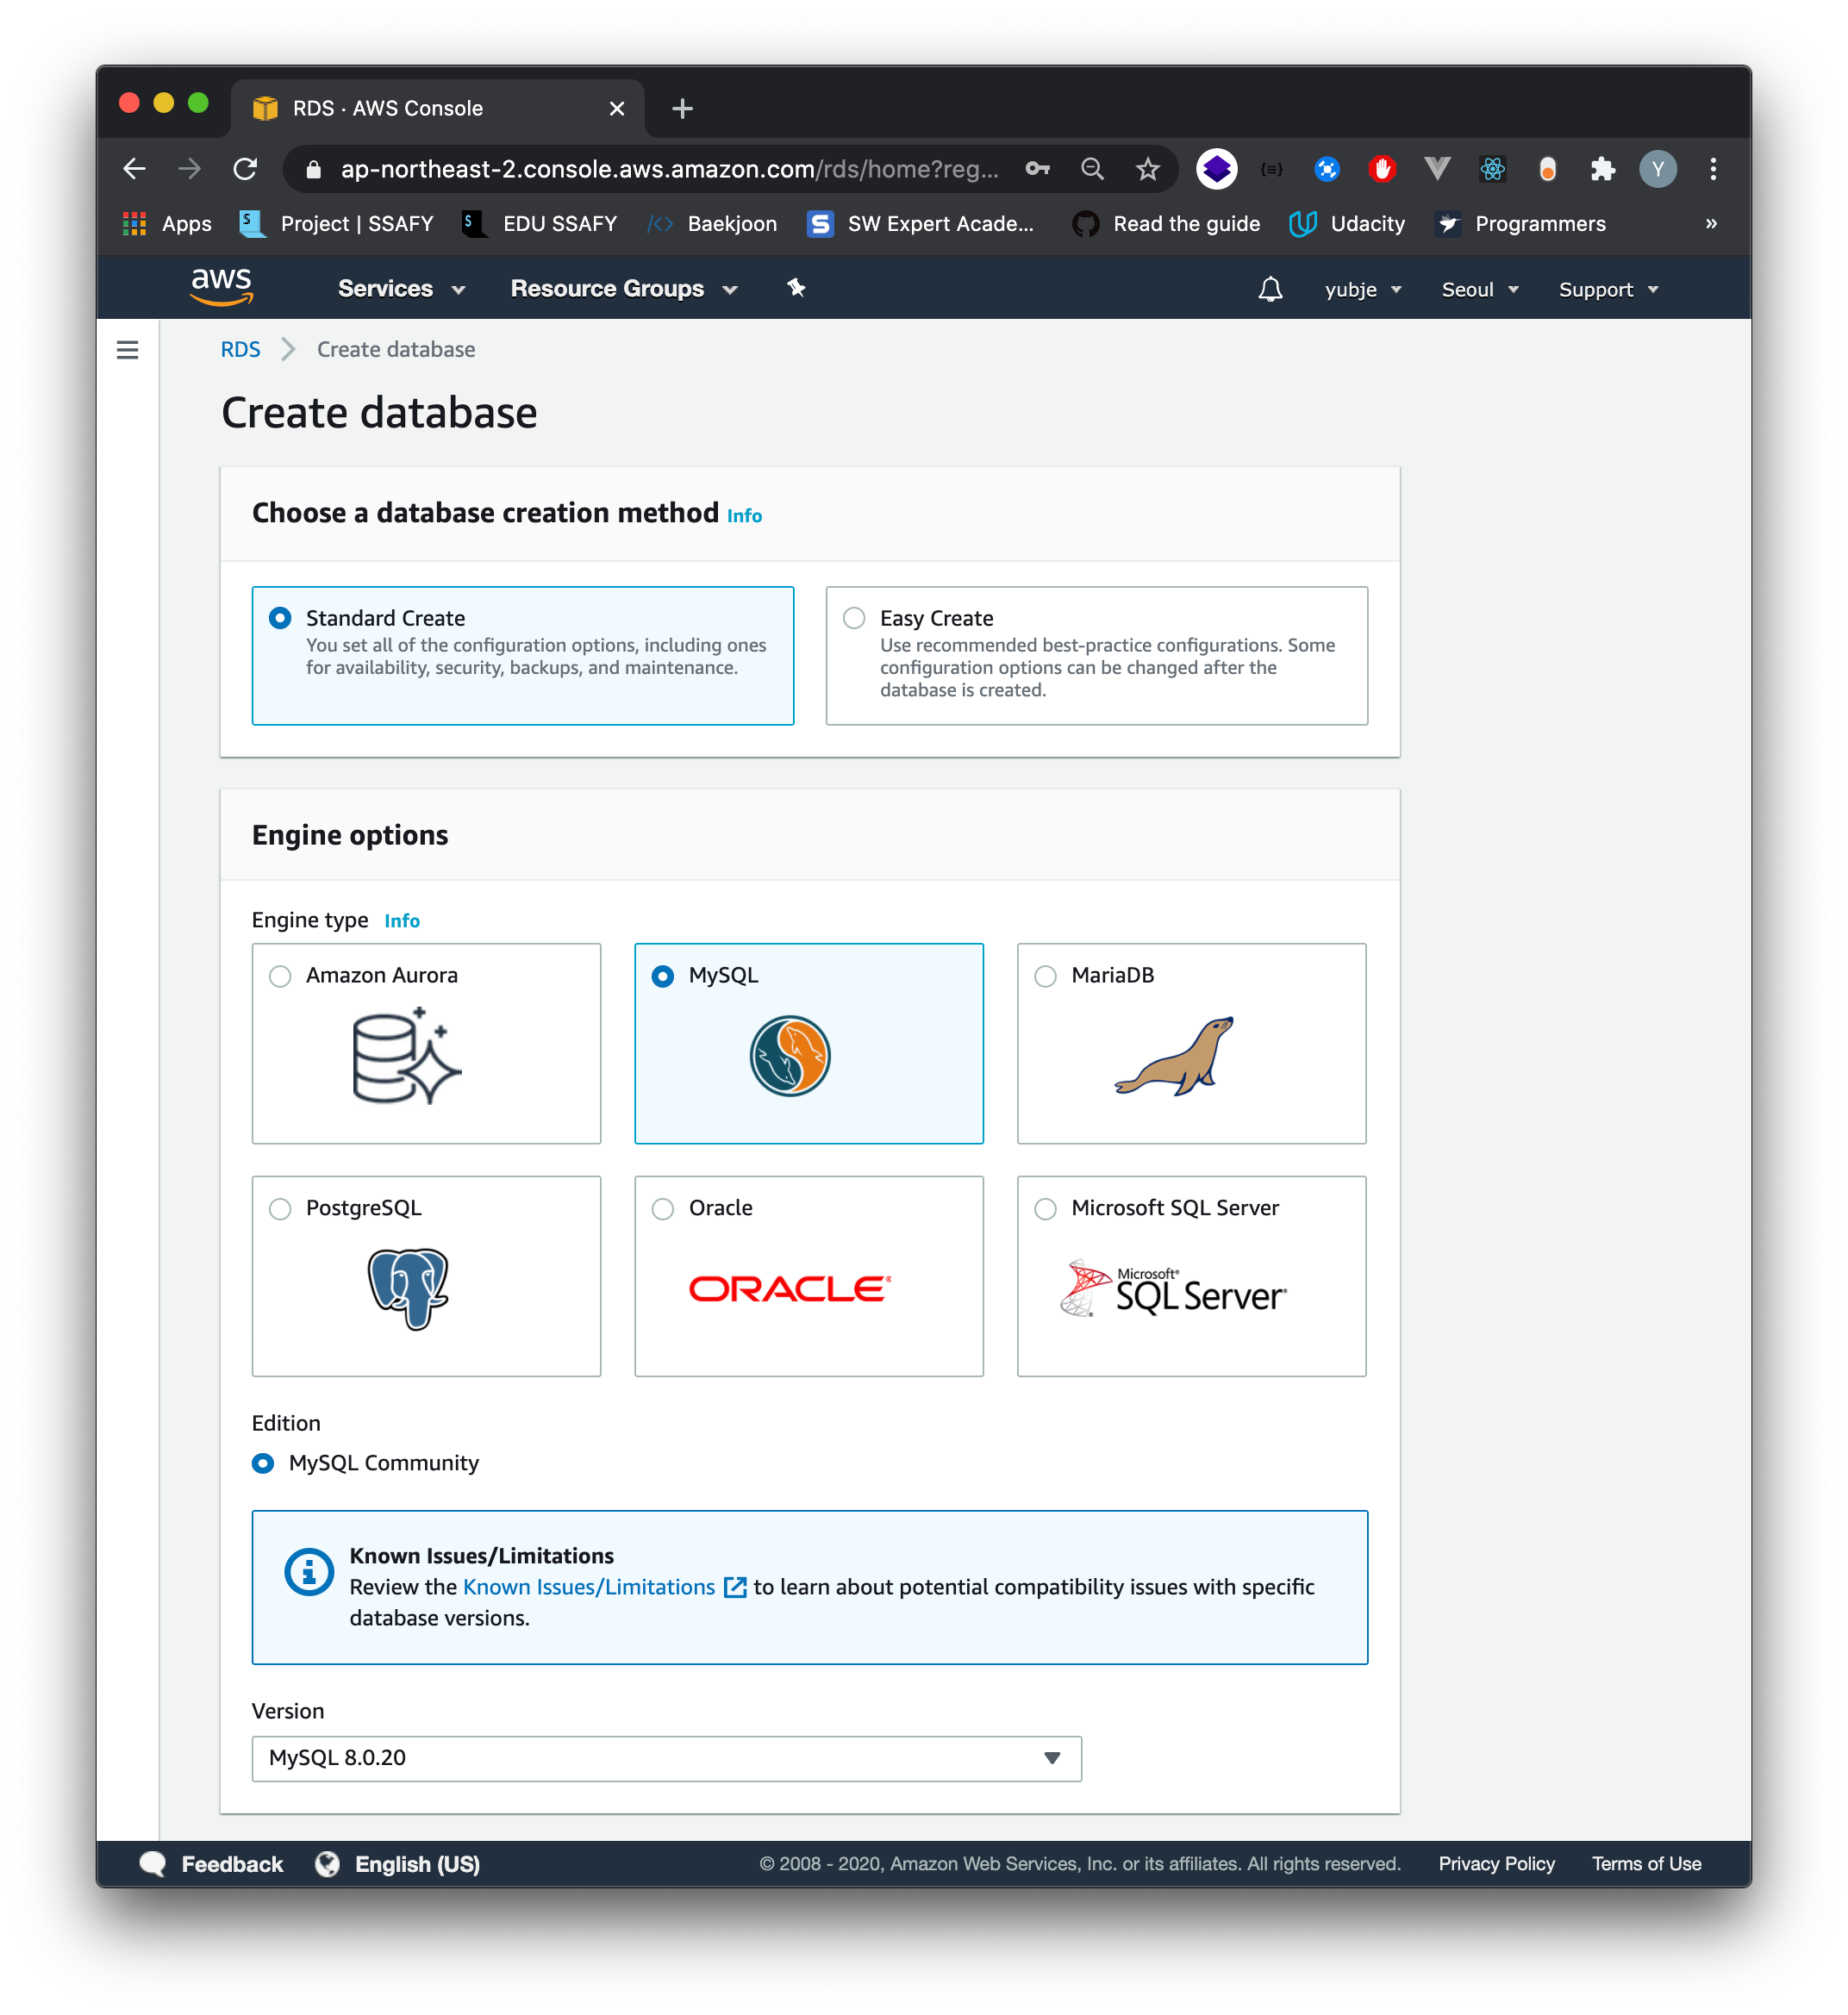 RDS · AWS Console
ap-northeast-2.console.aws.amazon.com/rds/home?reg...
Y
Apps
Project | SSAFY
EDU SSAFY
Baekjoon
SW Expert Acade...
Read the guide
Udacity
Programmers
»
aws
Services
Resource Groups
yubje
Seoul
Support
RDS
Create database
Create database
Choose a database creation method Info
Standard Create
You set all of the configuration options, including ones
for availability, security, backups, and maintenance.
Easy Create
Use recommended best-practice configurations. Some
configuration options can be changed after the
database is created.
Engine options
Engine type Info
Amazon Aurora
MySQL
MariaDB
PostgreSQL
Oracle
ORACLE®
Microsoft SQL Server
Microsoft®
SQL Server®
Edition
MySQL Community
Known Issues/Limitations
Review the Known Issues/Limitations to learn about potential compatibility issues with specific
database versions.
Version
MySQL 8.0.20
Feedback
English (US)
© 2008 - 2020, Amazon Web Services, Inc. or its affiliates. All rights reserved.
Privacy Policy
Terms of Use